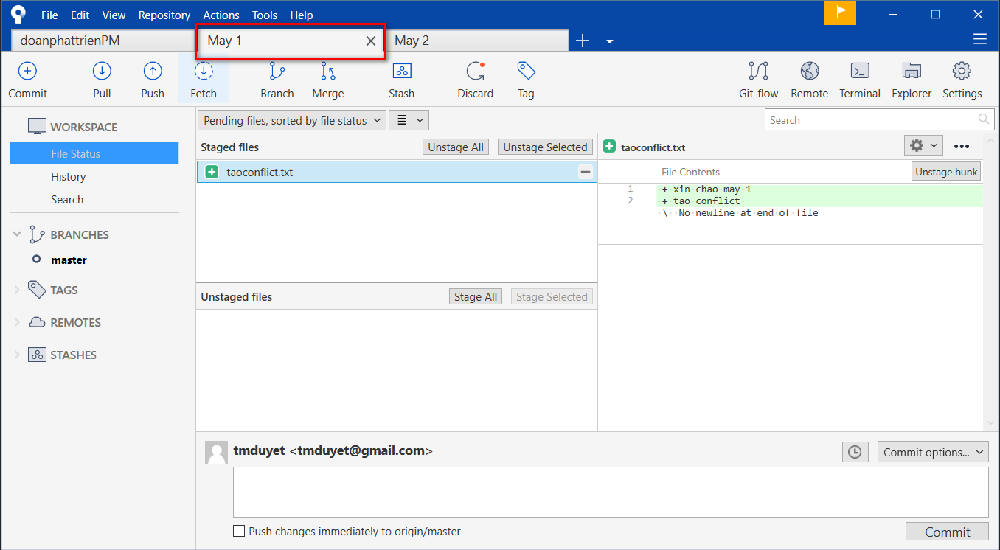 File Edit View Repository Actions Tools Help
doanphattrienPM May 1 May 2
Commit Pull Push Fetch Branch Merge Stash Discard Tag Git-flow Remote Terminal Explorer Settings
WORKSPACE
File Status
History
Search
BRANCHES
master
TAGS
REMOTES
STASHES
Pending files, sorted by file status
Search
Staged files Unstage All Unstage Selected
taoconflict.txt
Unstaged files Stage All Stage Selected
taoconflict.txt
File Contents Unstage hunk
1 + xin chao may 1
2 + tao conflict
\ No newline at end of file
tmduyet <tmduyet@gmail.com> Commit options...
Push changes immediately to origin/master Commit